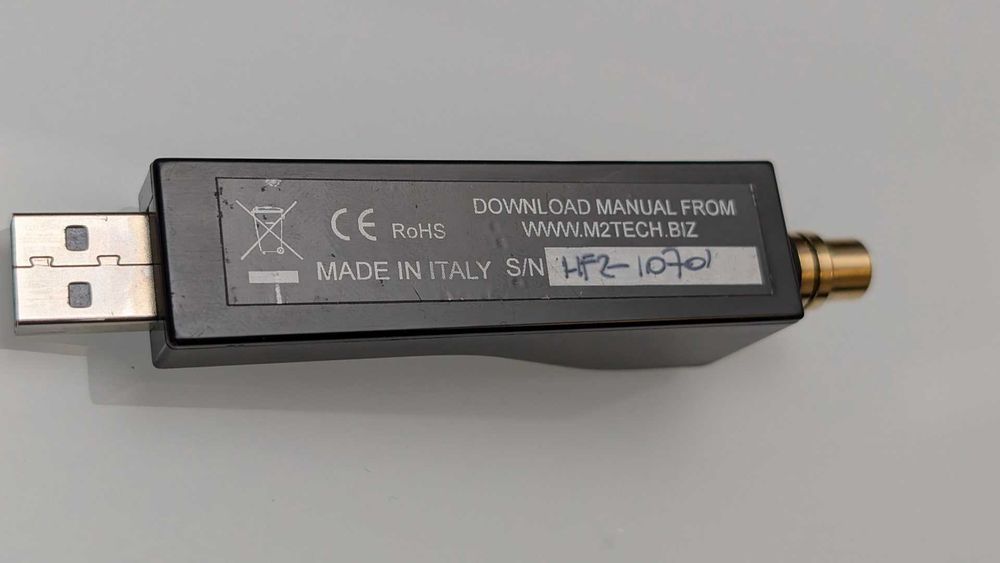 CE RoHS DOWNLOAD MANUAL FROM
WWW.M2TECH.BIZ
MADE IN ITALY S/N HF2-10701